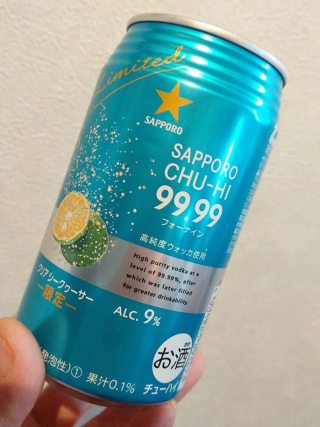 Limited
SAPPORO
SAPPORO
CHU-HI
99.99
フォーナイン
高純度ウォッカ使用
High purity vodka at a
level of 99.99%, after
which was later filled
for greater drinkability.
クリアシークヮーサー
ー限定ー
ALC. 9%
お酒
発泡性)① 果汁0.1% チューハイ